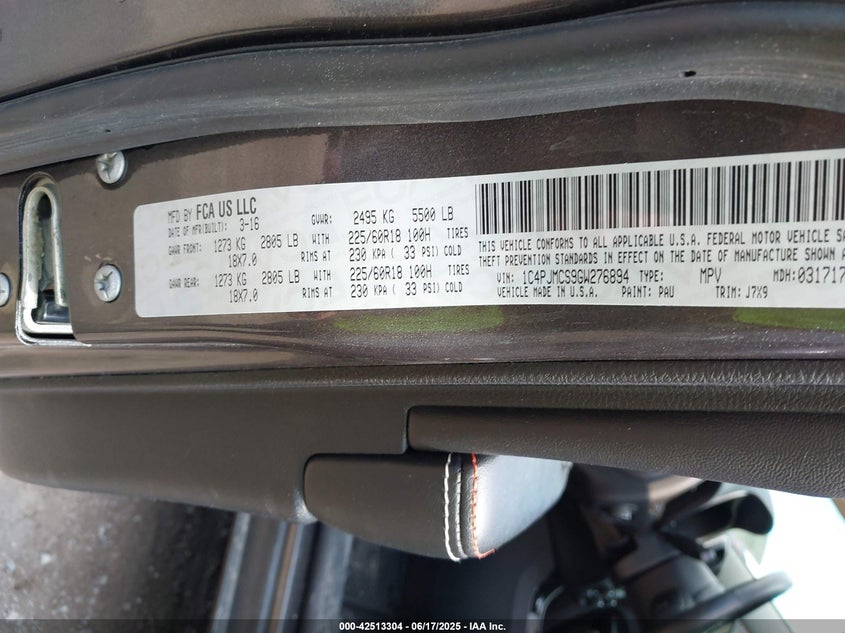 MFD BY FCA US LLC
DATE OF MFR(BUILT): 3-16 GVWR: 2495 KG 5500 LB
GAWR FRONT: 1273 KG 2805 LB WITH 225/60R18 100H TIRES
18X7.0 RIMS AT 230 KPA ( 33 PSI) COLD
GAWR REAR: 1273 KG 2805 LB WITH 225/60R18 100H TIRES
18X7.0 RIMS AT 230 KPA ( 33 PSI) COLD
THIS VEHICLE CONFORMS TO ALL APPLICABLE U.S.A. FEDERAL MOTOR VEHICLE
THEFT PREVENTION STANDARDS IN EFFECT ON THE DATE OF MANUFACTURE SHOWN
VIN: 1C4PJMCS9GW276894 TYPE: MPV MDH: 031717
VEHICLE MADE IN U.S.A. PAINT: PAU TRIM: J7X9
000-42513304 - 06/17/2025 - IAA Inc.